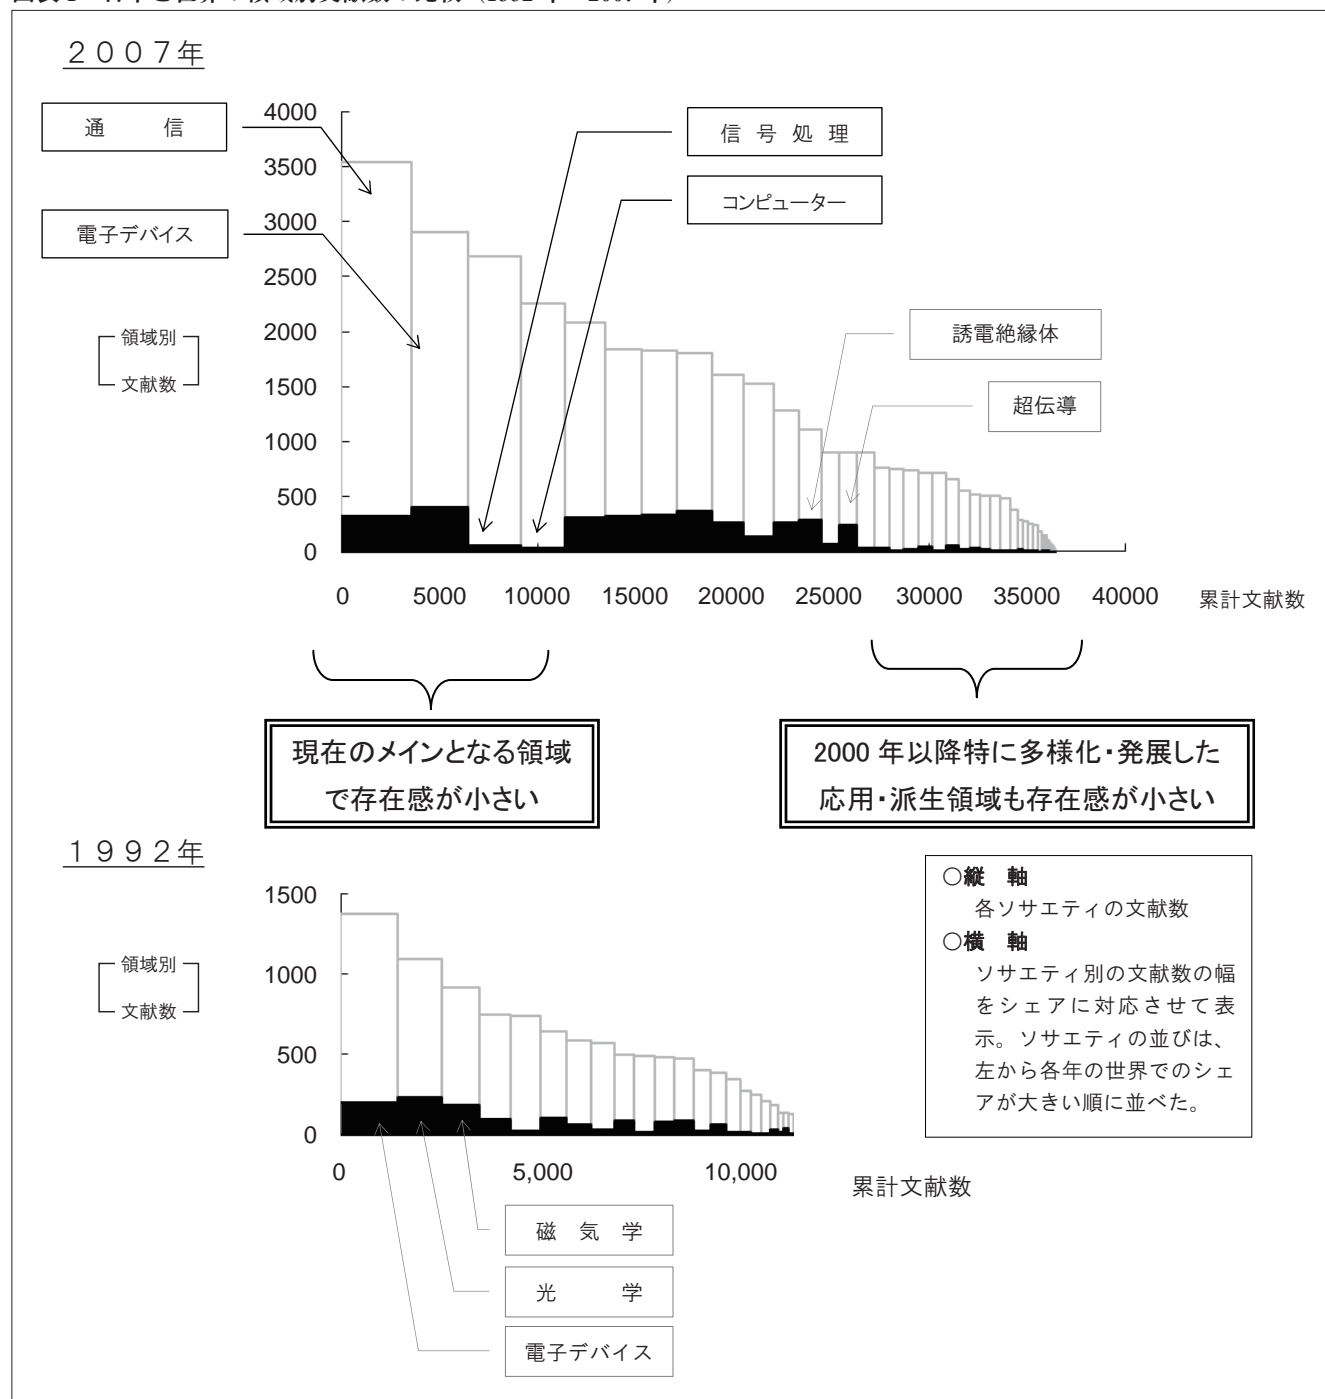 2007年
通信
電子デバイス
信号処理
コンピューター
誘電絶縁体
超伝導
領域別
文献数
4000
3500
3000
2500
2000
1500
1000
500
0
0 5000 10000 15000 20000 25000 30000 35000 40000
累計文献数
現在のメインとなる領域
で存在感が小さい
2000 年以降特に多様化・発展した
応用・派生領域も存在感が小さい
1992年
領域別
文献数
1500
1000
500
0
0 5,000 10,000
累計文献数
磁気学
光学
電子デバイス
○縦軸
各ソサエティの文献数
○横軸
ソサエティ別の文献数の幅
をシェアに対応させて表
示。ソサエティの並びは、
左から各年の世界でのシェ
アが大きい順に並べた。